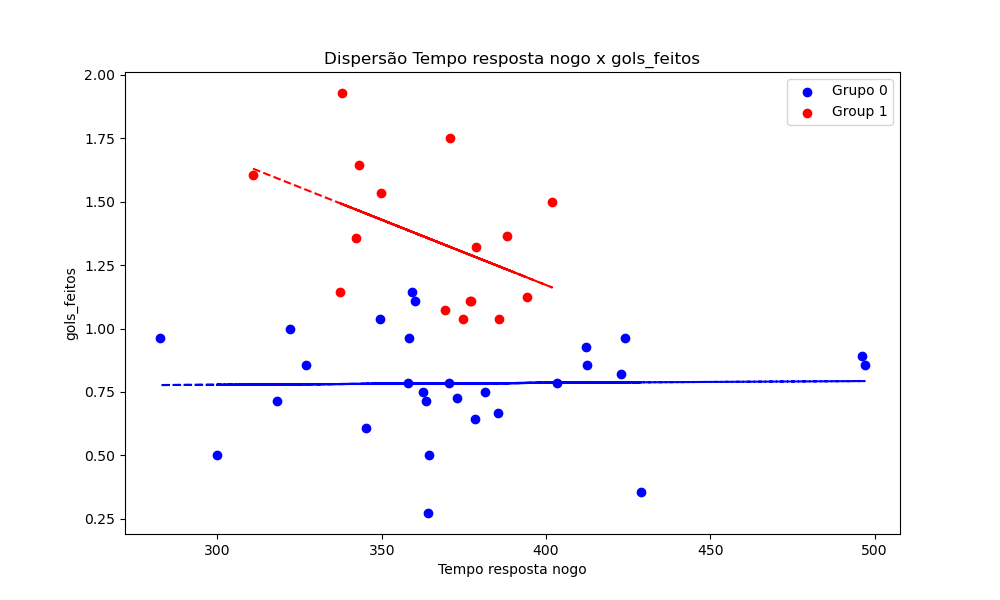 Dispersão Tempo resposta nogo x gols_feitos
Grupo 0
Group 1
gols_feitos
2.00
1.75
1.50
1.25
1.00
0.75
0.50
0.25
300
350
400
450
500
Tempo resposta nogo